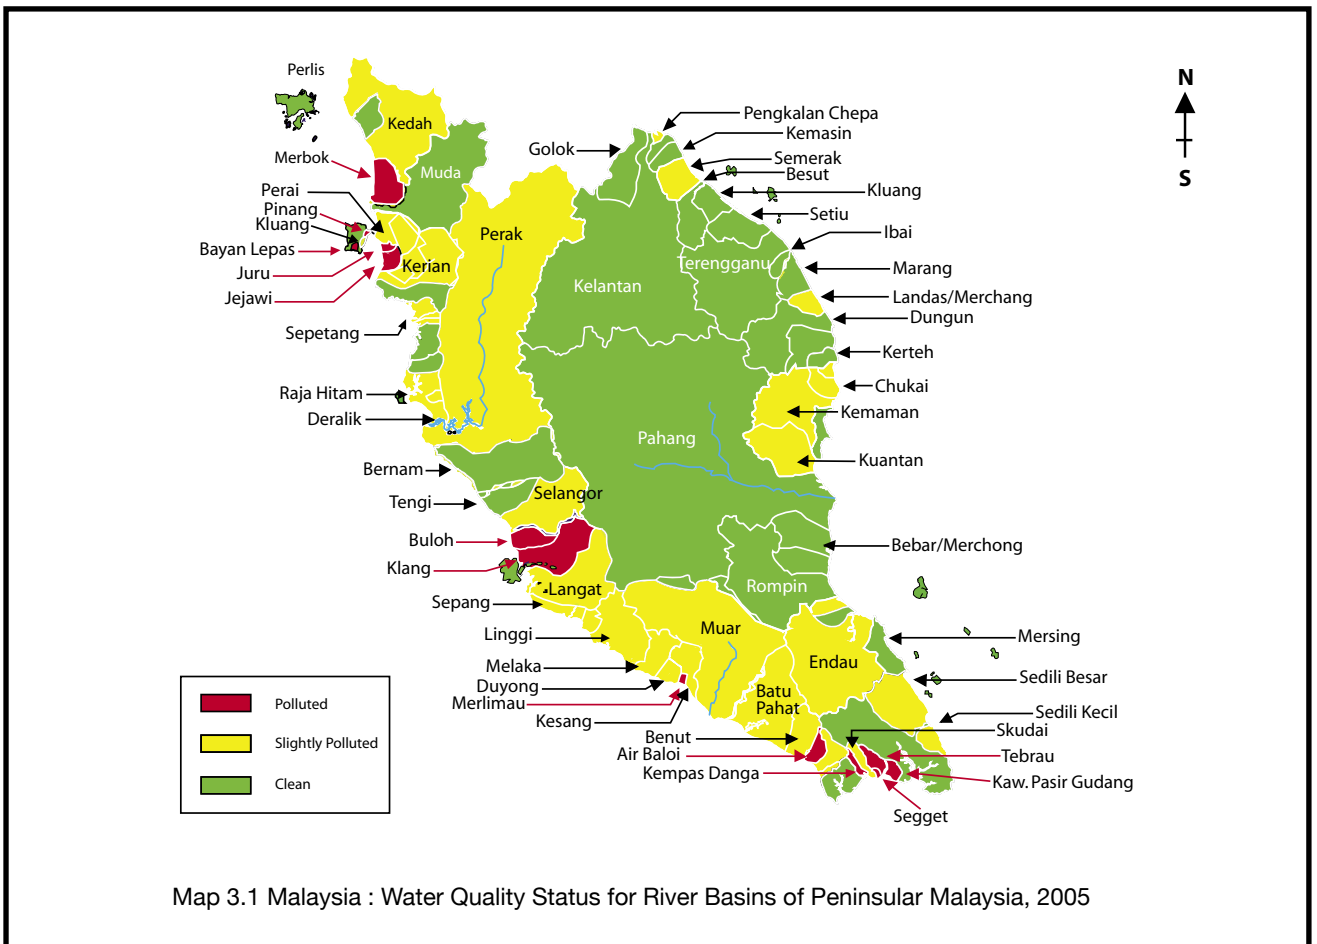 Perlis
N
S
Kedah
Pengkalan Chepa
Kemasin
Golok
Merbok
Semerak
Muda
Besut
Perai
Kluang
Pinang
Setiu
Kluang
Ibai
Perak
Bayan Lepas
Kerian
Terengganu
Marang
Juru
Kelantan
Jejawi
Landas/Merchang
Dungun
Sepetang
Kerteh
Chukai
Raja Hitam
Kemaman
Deralik
Pahang
Kuantan
Bernam
Selangor
Tengi
Buloh
Bebar/Merchong
Klang
Langat
Rompin
Sepang
Muar
Linggi
Mersing
Endau
Melaka
Sedili Besar
Duyong
Batu
Pahat
Merlimau
Sedili Kecil
Kesang
Skudai
Benut
Air Baloi
Tebrau
Kempas Danga
Kaw. Pasir Gudang
Segget
Polluted
Slightly Polluted
Clean
Map 3.1 Malaysia : Water Quality Status for River Basins of Peninsular Malaysia, 2005